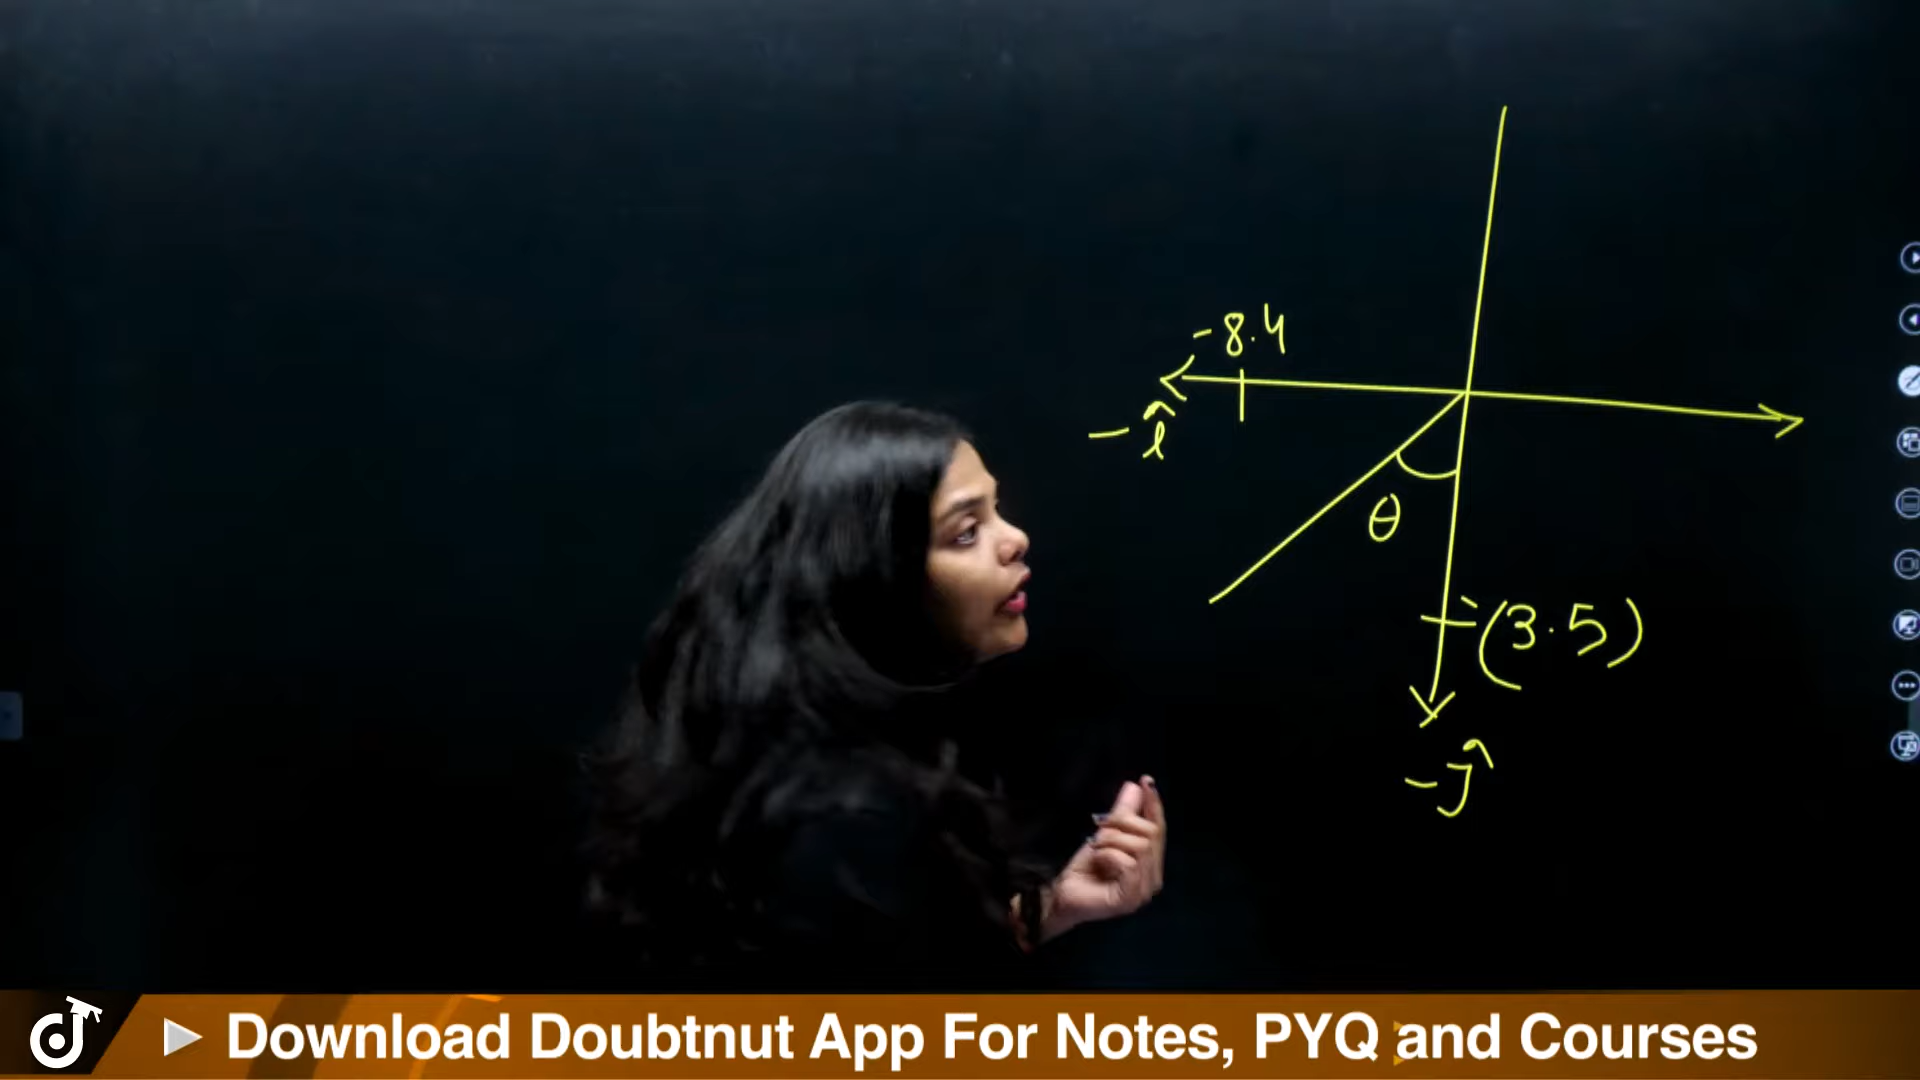 -8.4
- î
θ
-(3.5)
- ĵ
Download Doubtnut App For Notes, PYQ and Courses